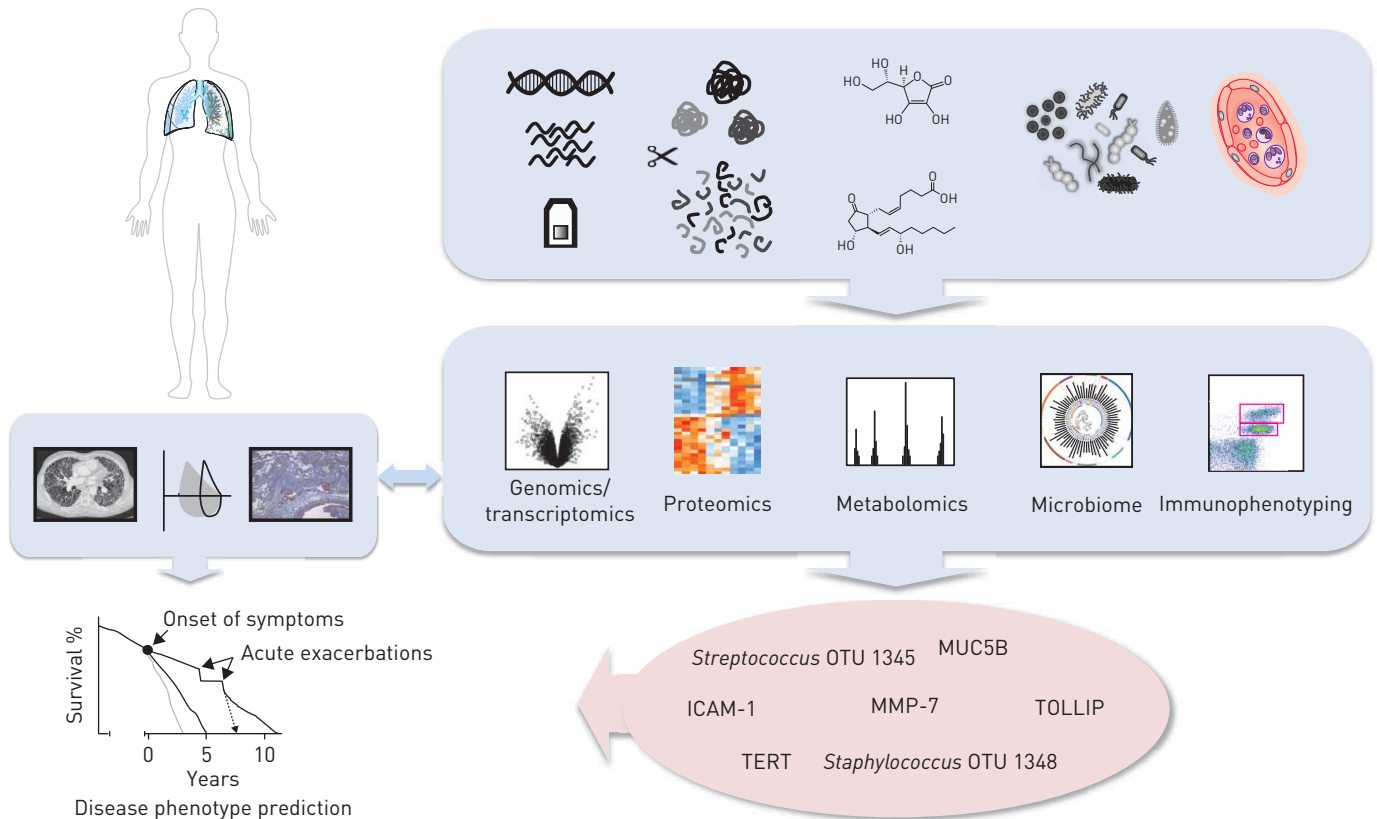 HO
OH
H
O
O
HO
OH
O
OH
O
HO
OH
Genomics/
transcriptomics
Proteomics
Metabolomics
Microbiome
Immunophenotyping
Onset of symptoms
Acute exacerbations
Survival %
0
5
10
Years
Disease phenotype prediction
Streptococcus OTU 1345
MUC5B
ICAM-1
MMP-7
TOLLIP
TERT
Staphylococcus OTU 1348